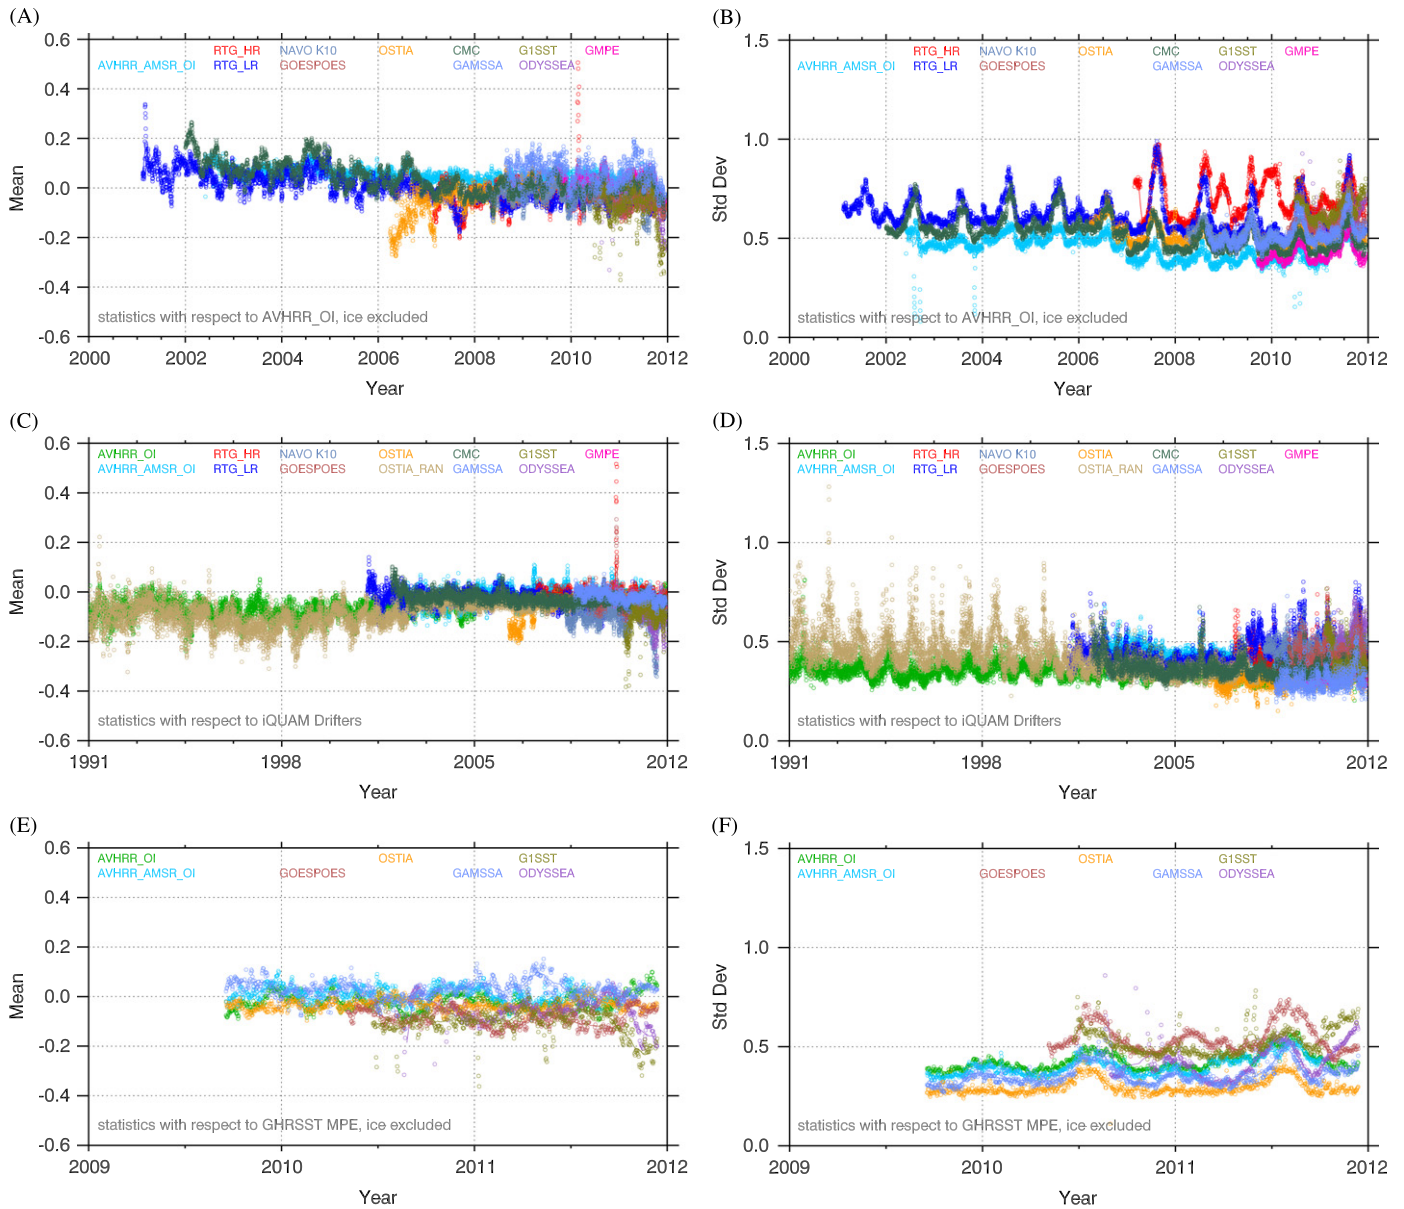 (A)
0.6
0.4
0.2
0.0
-0.2
-0.4
-0.6
Mean
RTG_HR NAVO K10 OSTIA CMC G1SST GMPE
AVHRR_AMSR_OI RTG_LR GOESPOES GAMSSA ODYSSEA
statistics with respect to AVHRR_OI, ice excluded
2000 2002 2004 2006 2008 2010 2012
Year
(B)
1.5
1.0
0.5
0.0
Std Dev
RTG_HR NAVO K10 OSTIA CMC G1SST GMPE
AVHRR_AMSR_OI RTG_LR GOESPOES GAMSSA ODYSSEA
statistics with respect to AVHRR_OI, ice excluded
2000 2002 2004 2006 2008 2010 2012
Year
(C)
0.6
0.4
0.2
0.0
-0.2
-0.4
-0.6
Mean
AVHRR_OI RTG_HR NAVO K10 OSTIA CMC G1SST GMPE
AVHRR_AMSR_OI RTG_LR GOESPOES OSTIA_RAN GAMSSA ODYSSEA
statistics with respect to iQUAM Drifters
1991 1998 2005 2012
Year
(D)
1.5
1.0
0.5
0.0
Std Dev
AVHRR_OI RTG_HR NAVO K10 OSTIA CMC G1SST GMPE
AVHRR_AMSR_OI RTG_LR GOESPOES OSTIA_RAN GAMSSA ODYSSEA
statistics with respect to iQUAM Drifters
1991 1998 2005 2012
Year
(E)
0.6
0.4
0.2
0.0
-0.2
-0.4
-0.6
Mean
AVHRR_OI OSTIA G1SST
AVHRR_AMSR_OI GOESPOES GAMSSA ODYSSEA
statistics with respect to GHRSST MPE, ice excluded
2009 2010 2011 2012
Year
(F)
1.5
1.0
0.5
0.0
Std Dev
AVHRR_OI OSTIA G1SST
AVHRR_AMSR_OI GOESPOES GAMSSA ODYSSEA
statistics with respect to GHRSST MPE, ice excluded
2009 2010 2011 2012
Year